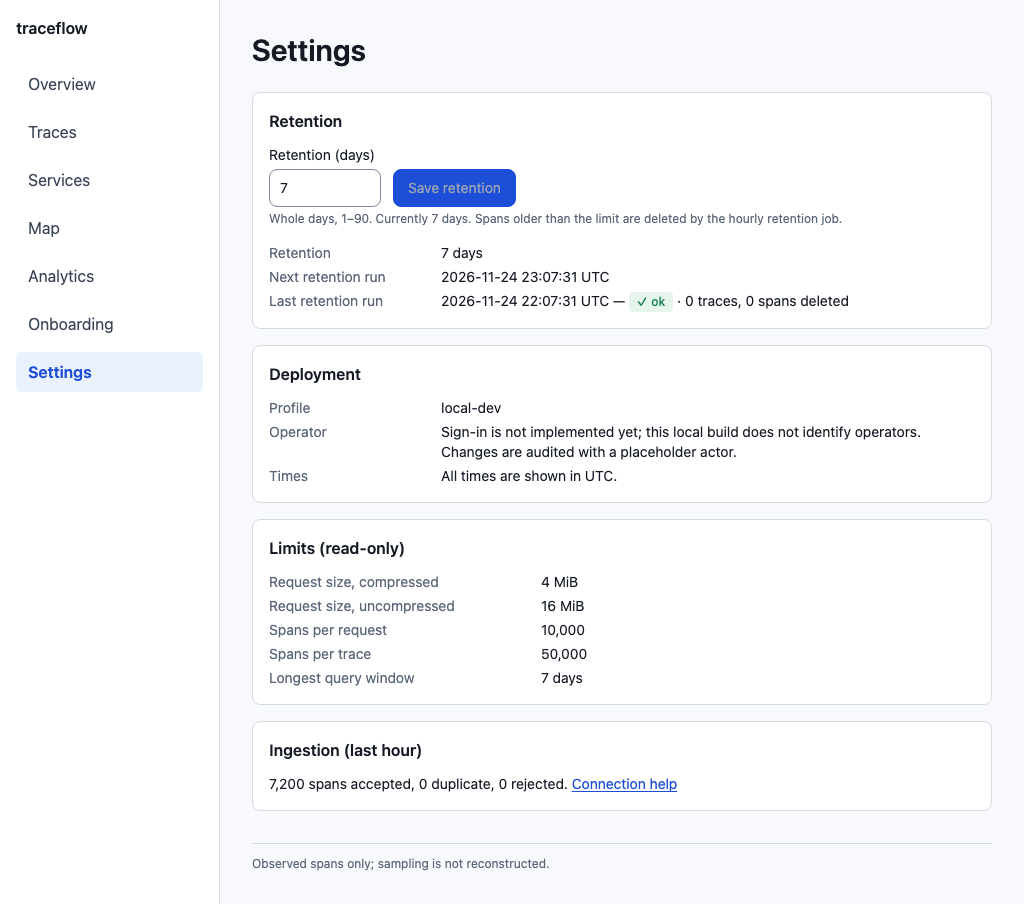 traceflow
Overview
Traces
Services
Map
Analytics
Onboarding
Settings
Settings
Retention
Retention (days)
7
Save retention
Whole days, 1–90. Currently 7 days. Spans older than the limit are deleted by the hourly retention job.
Retention 7 days
Next retention run 2026-11-24 23:07:31 UTC
Last retention run 2026-11-24 22:07:31 UTC — ✓ ok · 0 traces, 0 spans deleted
Deployment
Profile local-dev
Operator Sign-in is not implemented yet; this local build does not identify operators.
Changes are audited with a placeholder actor.
Times All times are shown in UTC.
Limits (read-only)
Request size, compressed 4 MiB
Request size, uncompressed 16 MiB
Spans per request 10,000
Spans per trace 50,000
Longest query window 7 days
Ingestion (last hour)
7,200 spans accepted, 0 duplicate, 0 rejected. Connection help
Observed spans only; sampling is not reconstructed.